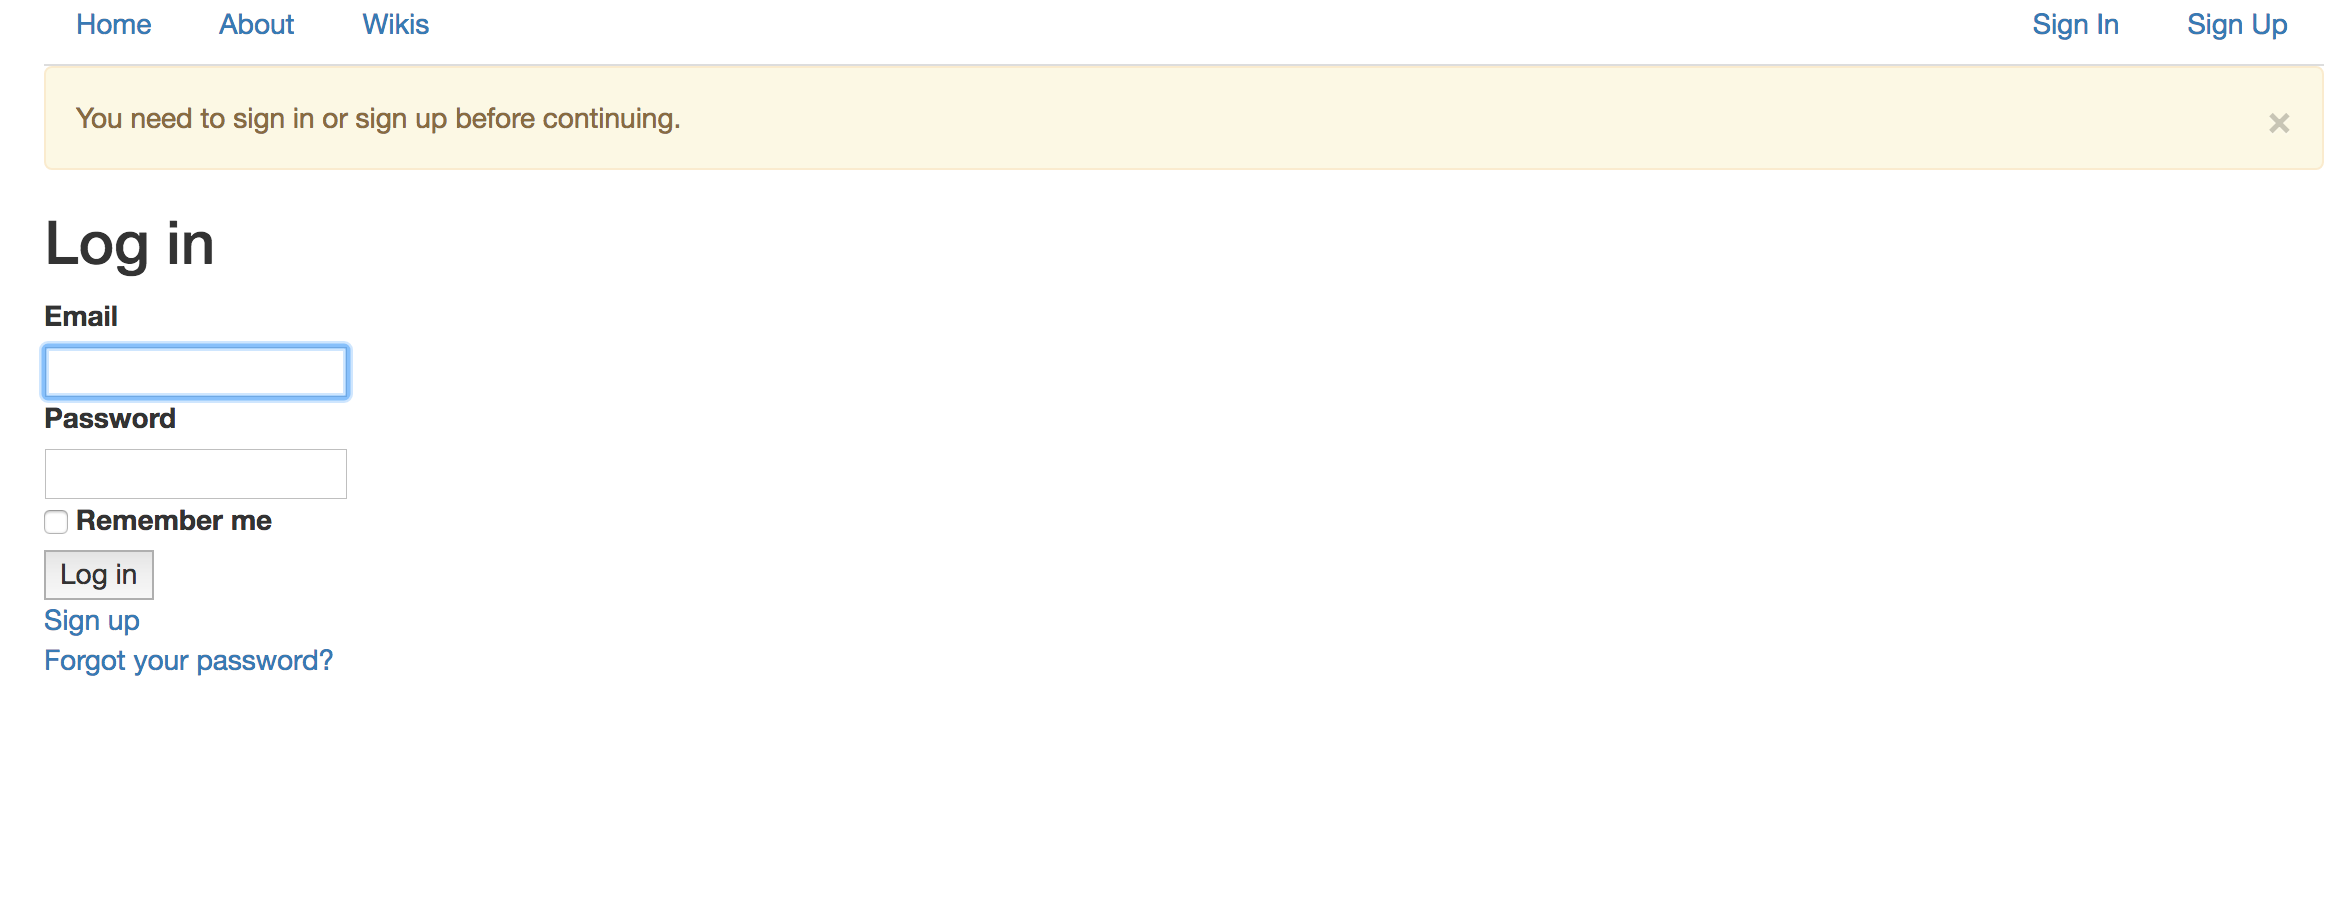 Home About Wikis Sign In Sign Up
You need to sign in or sign up before continuing. ×
Log in
Email
Password
Remember me
Log in
Sign up
Forgot your password?